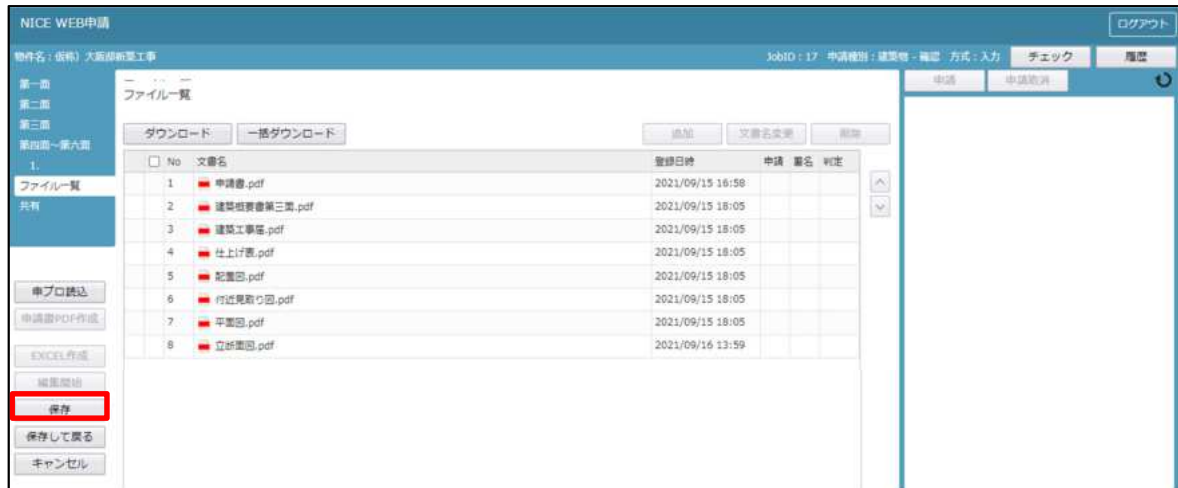 NICE WEB申請
ログアウト
物件名：仮称）大阪邸新築工事
JobID：17 申請種別：建築物 - 確認 方式：入力 チェック 履歴
申請 申請取消
第一面
第二面
第三面
第四面～第六面
1.
ファイル一覧
共有
申プロ読込
申請書PDF作成
EXCEL作成
編集開始
保存
保存して戻る
キャンセル
ファイル一覧
ダウンロード 一括ダウンロード 追加 文書名変更 削除
No 文書名 登録日時 申請 署名 判定
1 申請書.pdf 2021/09/15 16:58
2 建築概要書第三面.pdf 2021/09/15 18:05
3 建築工事届.pdf 2021/09/15 18:05
4 仕上げ表.pdf 2021/09/15 18:05
5 配置図.pdf 2021/09/15 18:05
6 付近見取り図.pdf 2021/09/15 18:05
7 平面図.pdf 2021/09/15 18:05
8 立断面図.pdf 2021/09/16 13:59